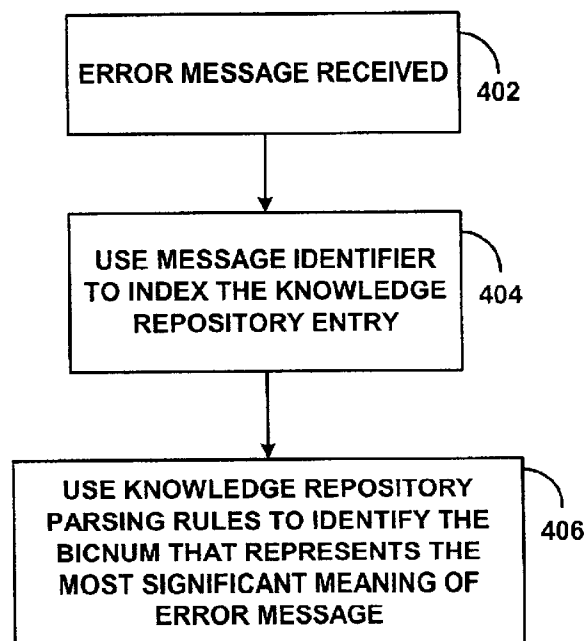 ERROR MESSAGE RECEIVED
402
USE MESSAGE IDENTIFIER
TO INDEX THE KNOWLEDGE
REPOSITORY ENTRY
404
USE KNOWLEDGE REPOSITORY
PARSING RULES TO IDENTIFY THE
BICNUM THAT REPRESENTS THE
MOST SIGNIFICANT MEANING OF
ERROR MESSAGE
406